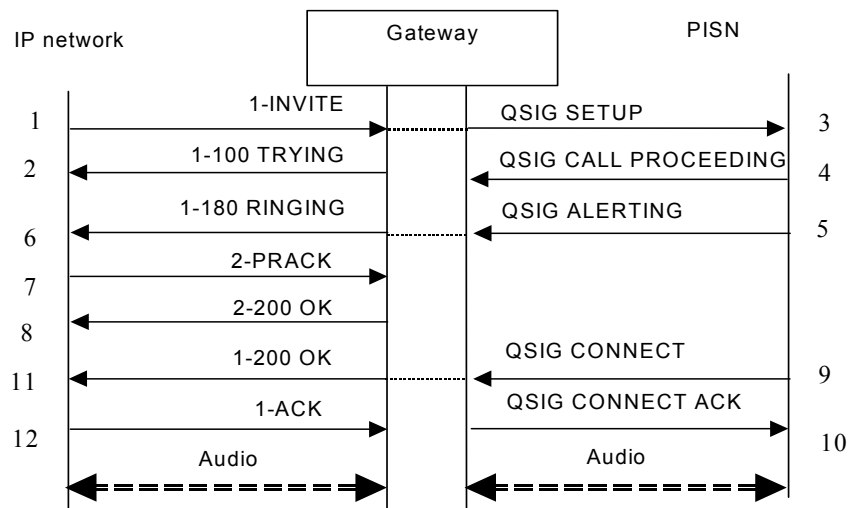 IP network
Gateway
PISN
1
1-INVITE
QSIG SETUP
3
2
1-100 TRYING
QSIG CALL PROCEEDING
4
6
1-180 RINGING
QSIG ALERTING
5
7
2-PRACK
8
2-200 OK
11
1-200 OK
QSIG CONNECT
9
12
1-ACK
QSIG CONNECT ACK
10
Audio
Audio